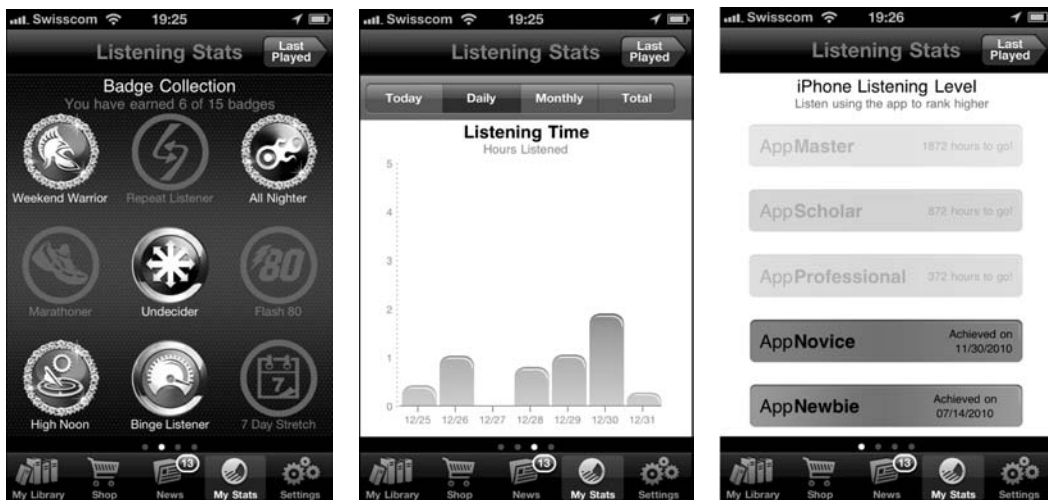 Swisscom 19:25
Listening Stats
Last
Played
Badge Collection
You have earned 6 of 15 badges
Weekend Warrior
Repeat Listener
All Nighter
80
Marathoner
Undecider
Flash 80
7
High Noon
Binge Listener
7 Day Stretch
13
My Library
Shop
News
My Stats
Settings
Swisscom 19:25
Listening Stats
Last
Played
Today
Daily
Monthly
Total
Listening Time
Hours Listened
5
4
3
2
1
0
12/25 12/26 12/27 12/28 12/29 12/30 12/31
13
My Library
Shop
News
My Stats
Settings
Swisscom 19:26
Listening Stats
Last
Played
iPhone Listening Level
Listen using the app to rank higher
AppMaster
1872 hours to go!
AppScholar
872 hours to go!
AppProfessional
372 hours to go!
AppNovice
Achieved on
11/30/2010
AppNewbie
Achieved on
07/14/2010
13
My Library
Shop
News
My Stats
Settings